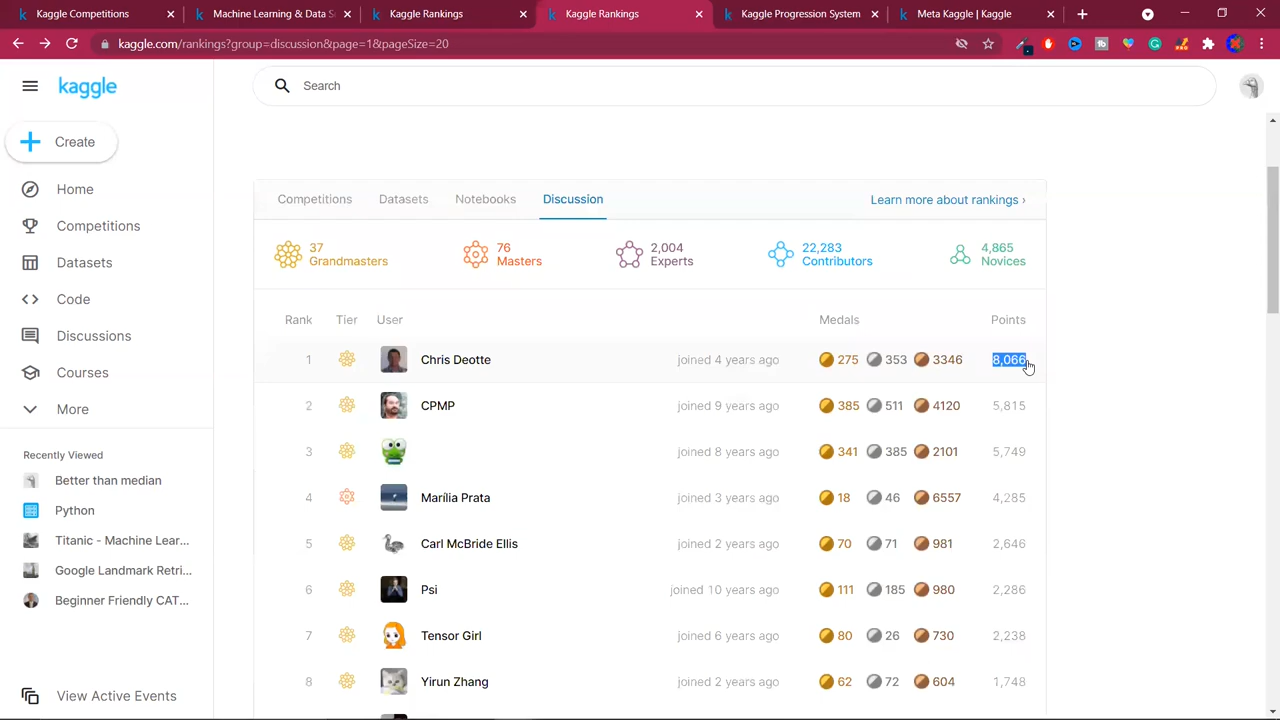 Kaggle Competitions
Machine Learning & Data S
Kaggle Rankings
Kaggle Rankings
Kaggle Progression System
Meta Kaggle | Kaggle
kaggle.com/rankings?group=discussion&page=1&pageSize=20
kaggle
Search
Create
Home
Competitions
Datasets
Code
Discussions
Courses
More
Recently Viewed
Better than median
Python
Titanic - Machine Lear...
Google Landmark Retri...
Beginner Friendly CAT...
View Active Events
Competitions Datasets Notebooks Discussion Learn more about rankings ›
37 Grandmasters
76 Masters
2,004 Experts
22,283 Contributors
4,865 Novices
Rank Tier User Medals Points
1 Chris Deotte joined 4 years ago 275 353 3346 8,066
2 CPMP joined 9 years ago 385 511 4120 5,815
3 joined 8 years ago 341 385 2101 5,749
4 Marília Prata joined 3 years ago 18 46 6557 4,285
5 Carl McBride Ellis joined 2 years ago 70 71 981 2,646
6 Psi joined 10 years ago 111 185 980 2,286
7 Tensor Girl joined 6 years ago 80 26 730 2,238
8 Yirun Zhang joined 2 years ago 62 72 604 1,748